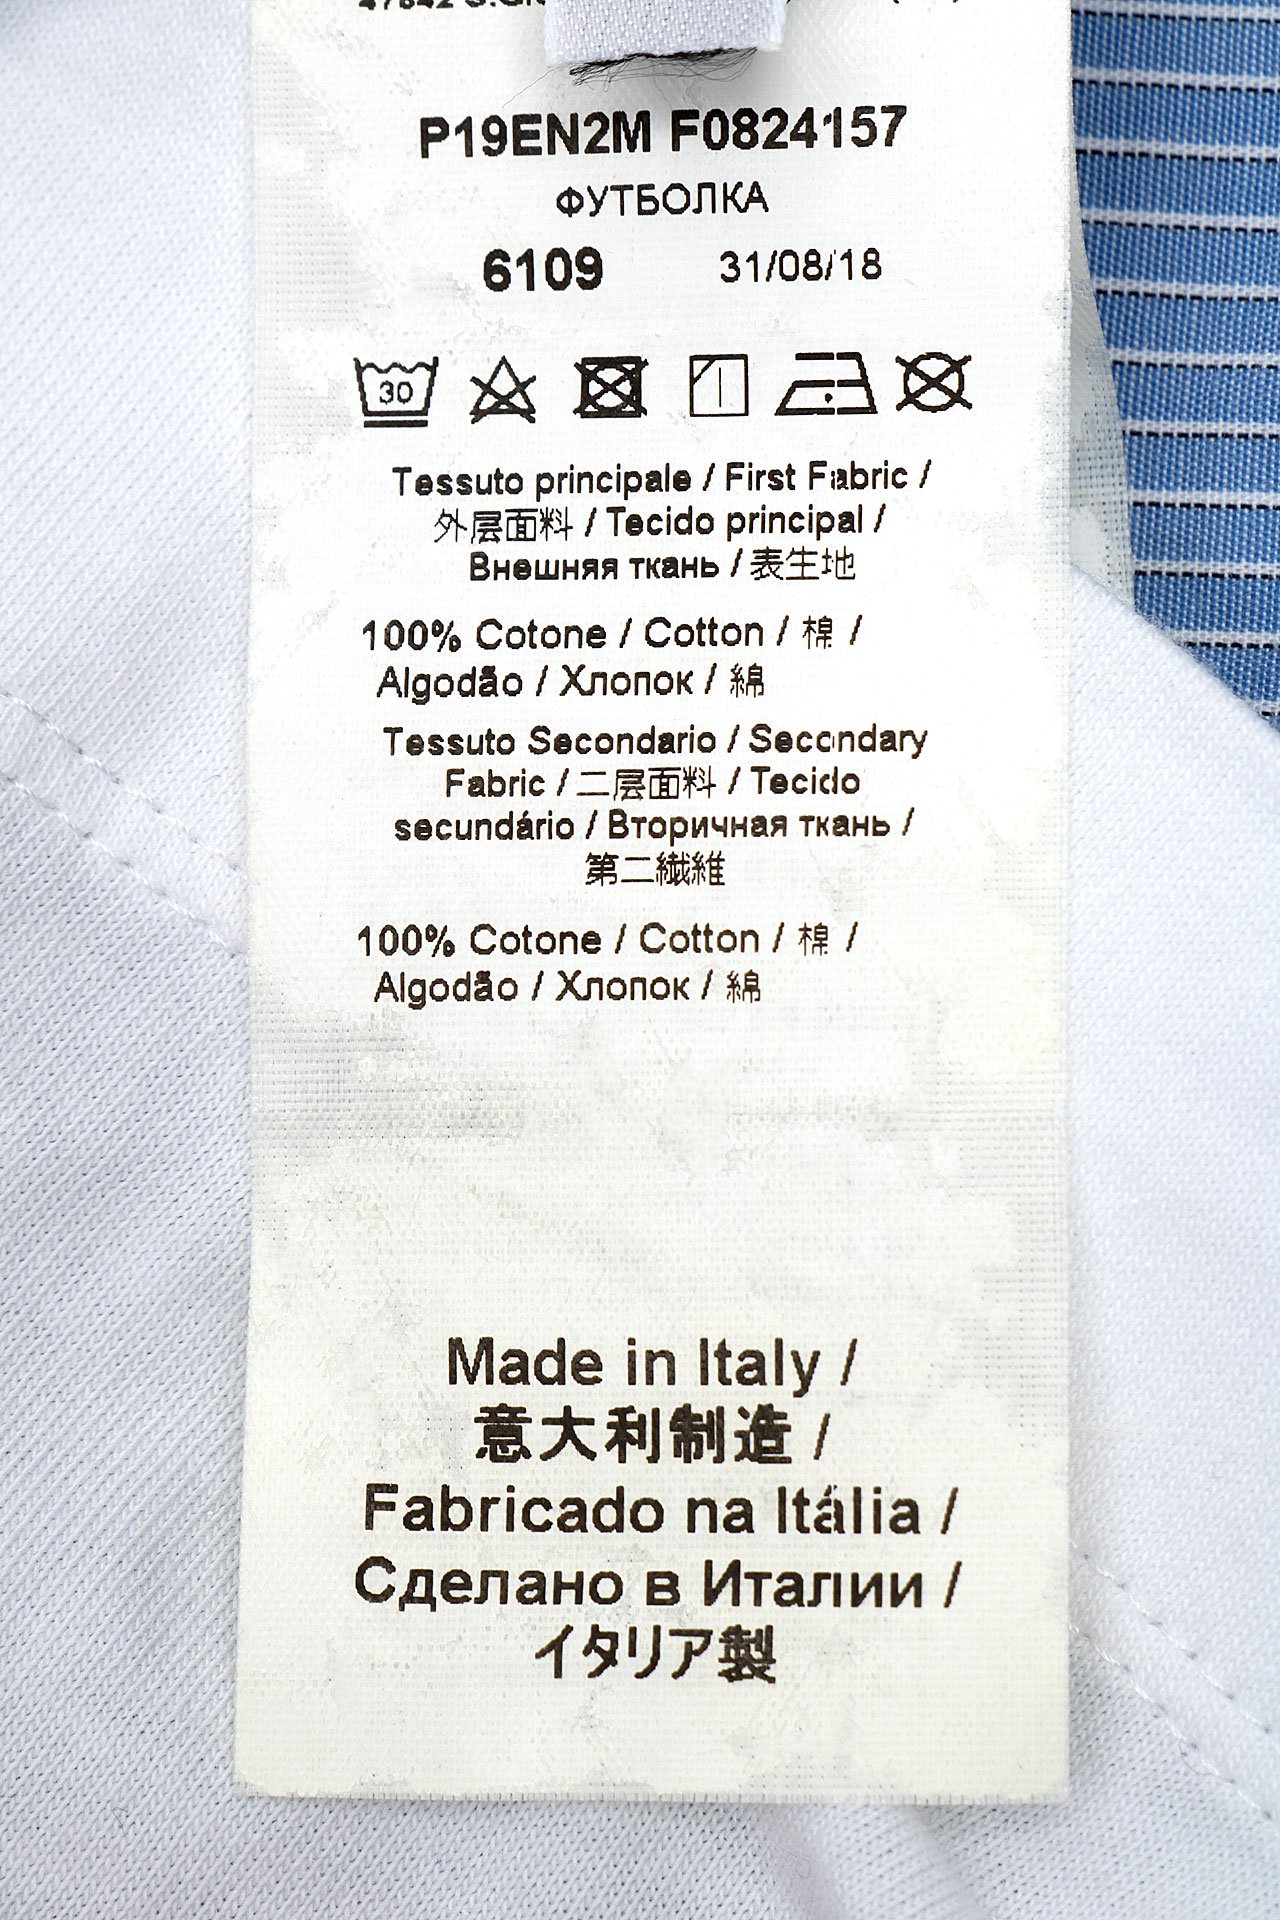 P19EN2M F0824157
ФУТБОЛКА
6109 31/08/18
30
Tessuto principale / First Fabric /
外层面料 / Tecido principal /
Внешняя ткань / 表生地
100% Cotone / Cotton / 棉 /
Algodão / Хлопок / 綿
Tessuto Secondario / Secondary
Fabric / 二层面料 / Tecido
secundário / Вторичная ткань /
第二繊維
100% Cotone / Cotton / 棉 /
Algodão / Хлопок / 綿
Made in Italy /
意大利制造 /
Fabricado na Itália /
Сделано в Италии /
イタリア製